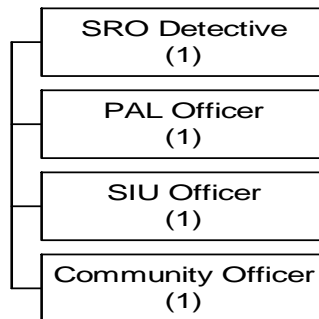 SRO Detective
(1)
PAL Officer
(1)
SIU Officer
(1)
Community Officer
(1)